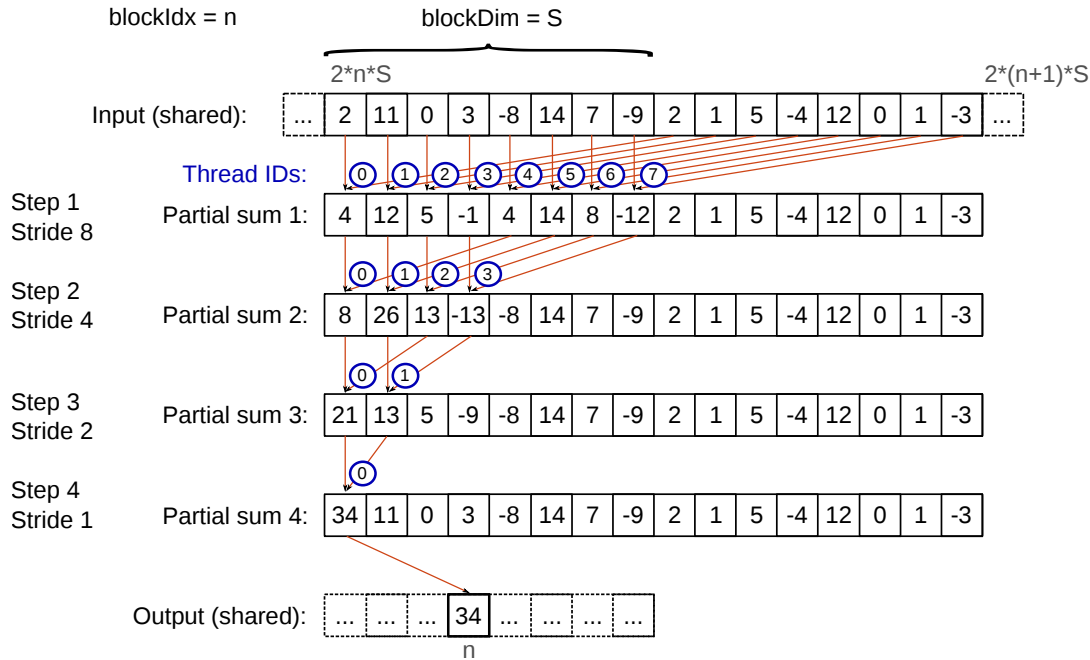 blockIdx = n
blockDim = S
2*n*S
2*(n+1)*S
Input (shared):
... 2 11 0 3 -8 14 7 -9 2 1 5 -4 12 0 1 -3 ...
Thread IDs:
0 1 2 3 4 5 6 7
Step 1
Stride 8
Partial sum 1:
4 12 5 -1 4 14 8 -12 2 1 5 -4 12 0 1 -3
0 1 2 3
Step 2
Stride 4
Partial sum 2:
8 26 13 -13 -8 14 7 -9 2 1 5 -4 12 0 1 -3
0 1
Step 3
Stride 2
Partial sum 3:
21 13 5 -9 -8 14 7 -9 2 1 5 -4 12 0 1 -3
0
Step 4
Stride 1
Partial sum 4:
34 11 0 3 -8 14 7 -9 2 1 5 -4 12 0 1 -3
Output (shared):
... ... ... 34 ... ... ... ...
n